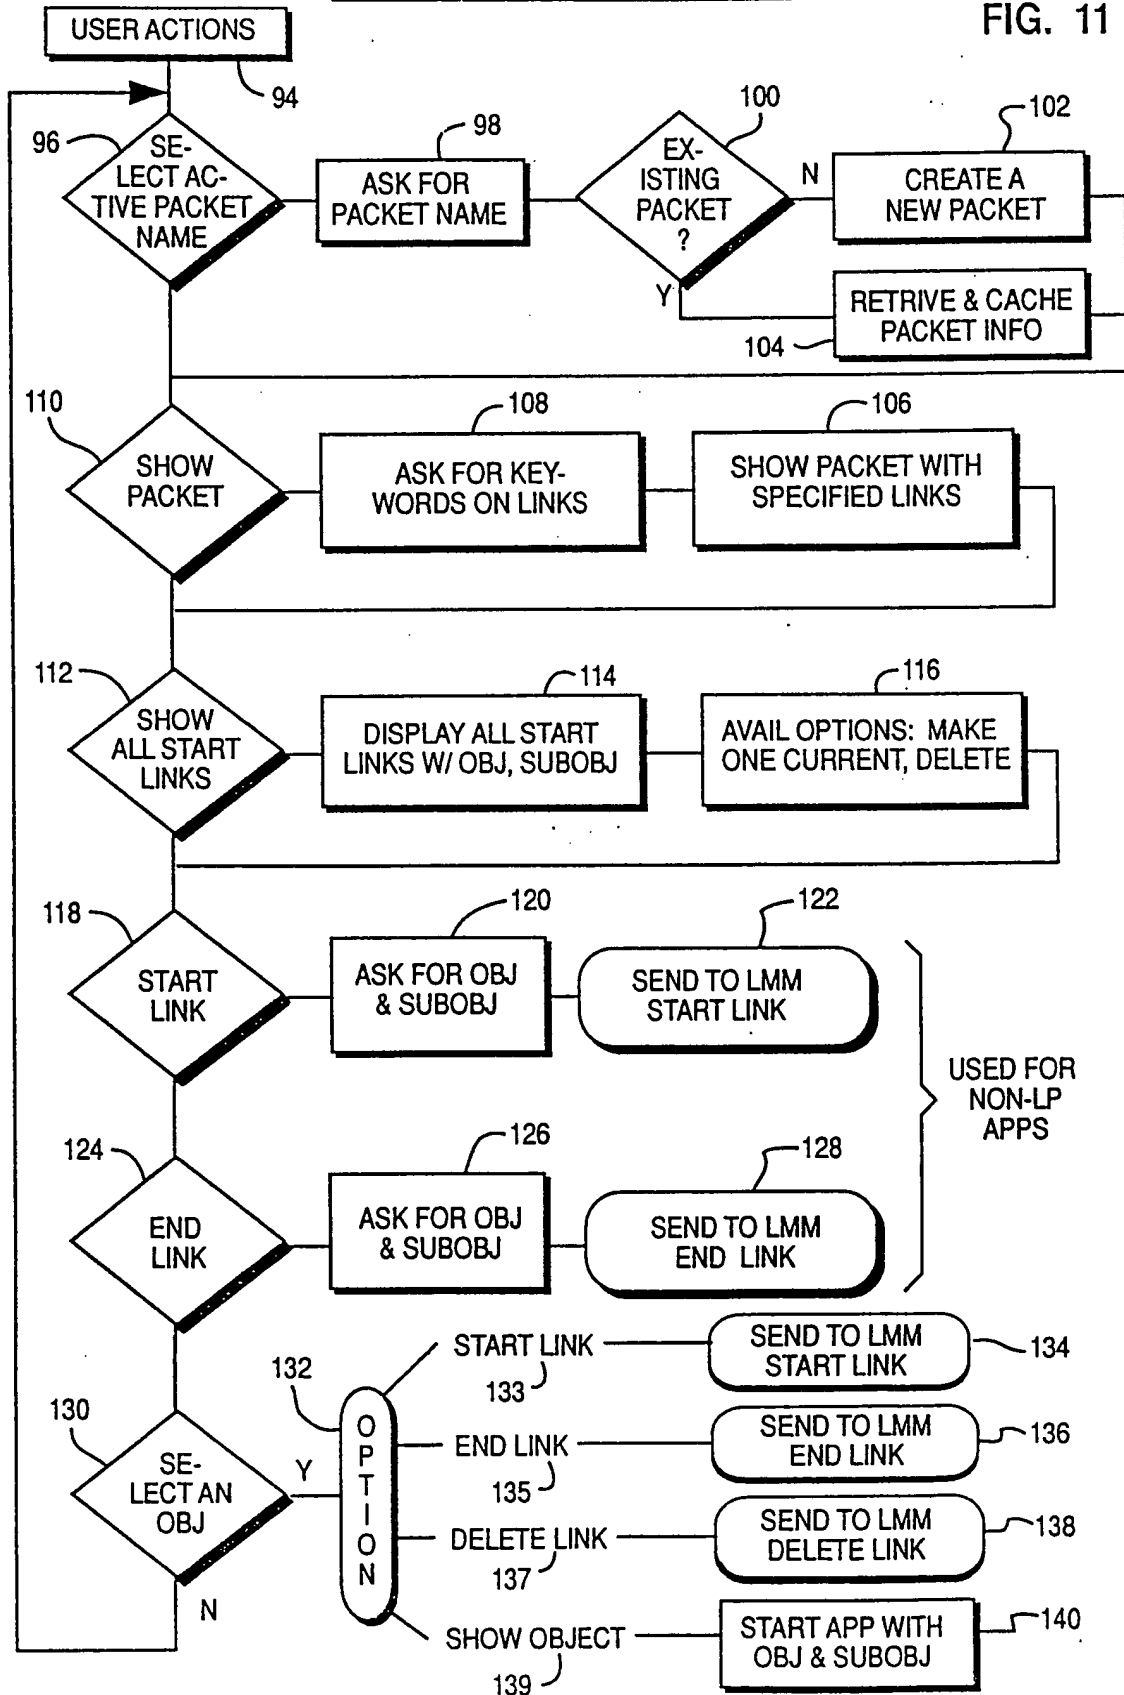 FIG. 11
USER ACTIONS
94
96
SE-
LECT AC-
TIVE PACKET
NAME
98
ASK FOR
PACKET NAME
100
EX-
ISTING
PACKET
?
N
Y
102
CREATE A
NEW PACKET
RETRIVE & CACHE
PACKET INFO
104
110
SHOW
PACKET
108
ASK FOR KEY-
WORDS ON LINKS
106
SHOW PACKET WITH
SPECIFIED LINKS
112
SHOW
ALL START
LINKS
114
DISPLAY ALL START
LINKS W/ OBJ, SUBOBJ
116
AVAIL OPTIONS: MAKE
ONE CURRENT, DELETE
118
START
LINK
120
ASK FOR OBJ
& SUBOBJ
122
SEND TO LMM
START LINK
USED FOR
NON-LP
APPS
124
END
LINK
126
ASK FOR OBJ
& SUBOBJ
128
SEND TO LMM
END LINK
130
SE-
LECT AN
OBJ
Y
N
132
OPTION
START LINK
133
SEND TO LMM
START LINK
134
END LINK
135
SEND TO LMM
END LINK
136
DELETE LINK
137
SEND TO LMM
DELETE LINK
138
SHOW OBJECT
139
START APP WITH
OBJ & SUBOBJ
140